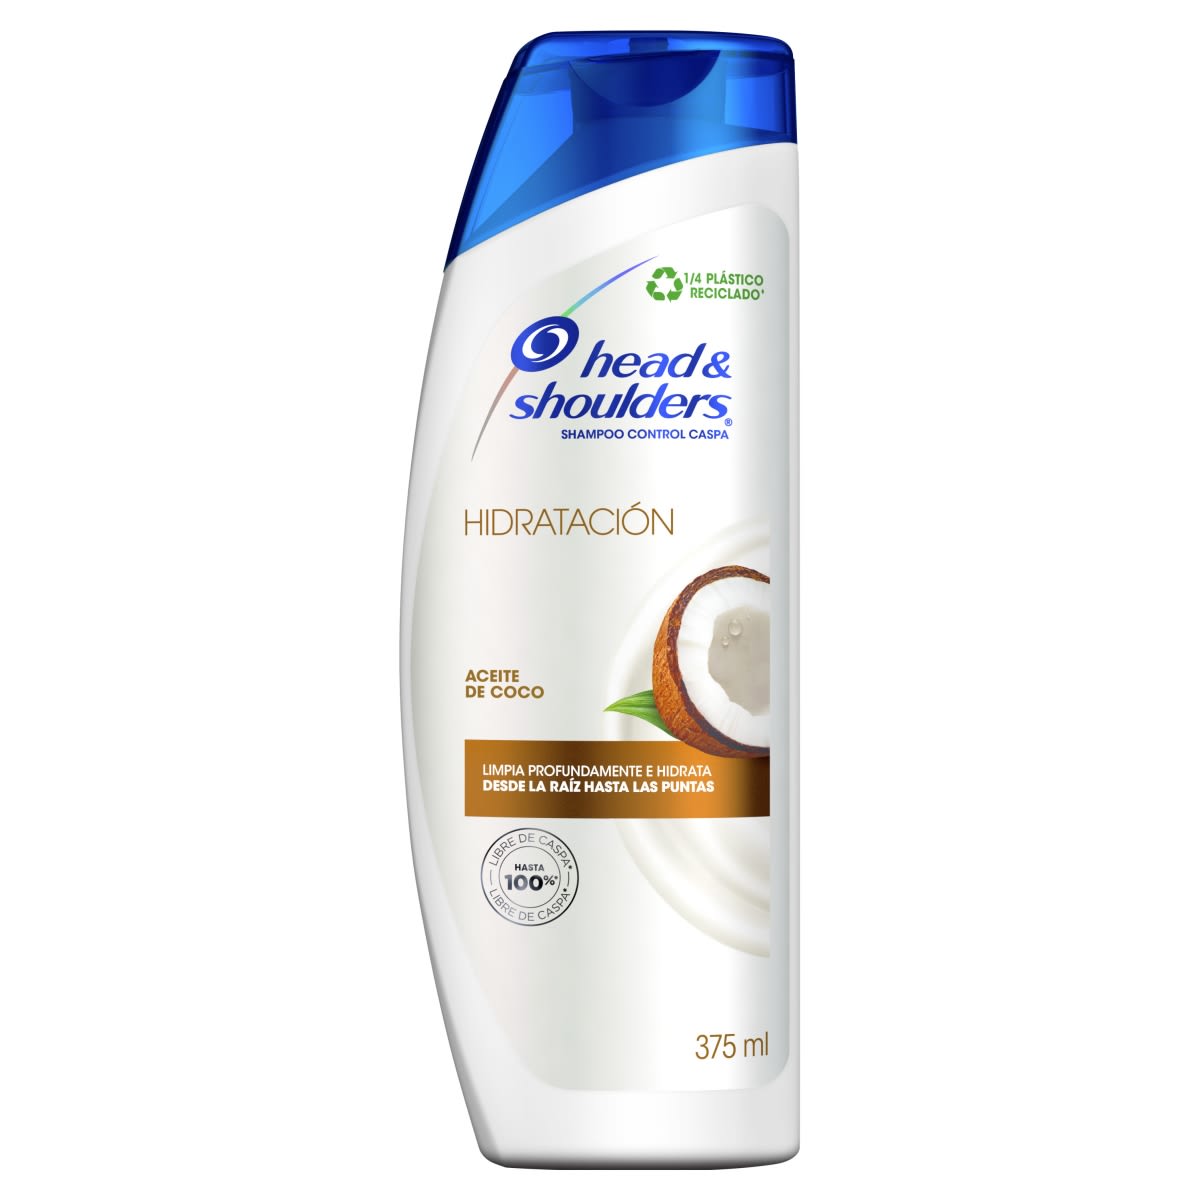 1/4 PLÁSTICO
RECICLADO*
head &
shoulders®
SHAMPOO CONTROL CASPA
HIDRATACIÓN
ACEITE
DE COCO
LIMPIA PROFUNDAMENTE E HIDRATA
DESDE LA RAÍZ HASTA LAS PUNTAS
LIBRE DE CASPA*
HASTA
100%*
LIBRE DE CASPA*
375 ml